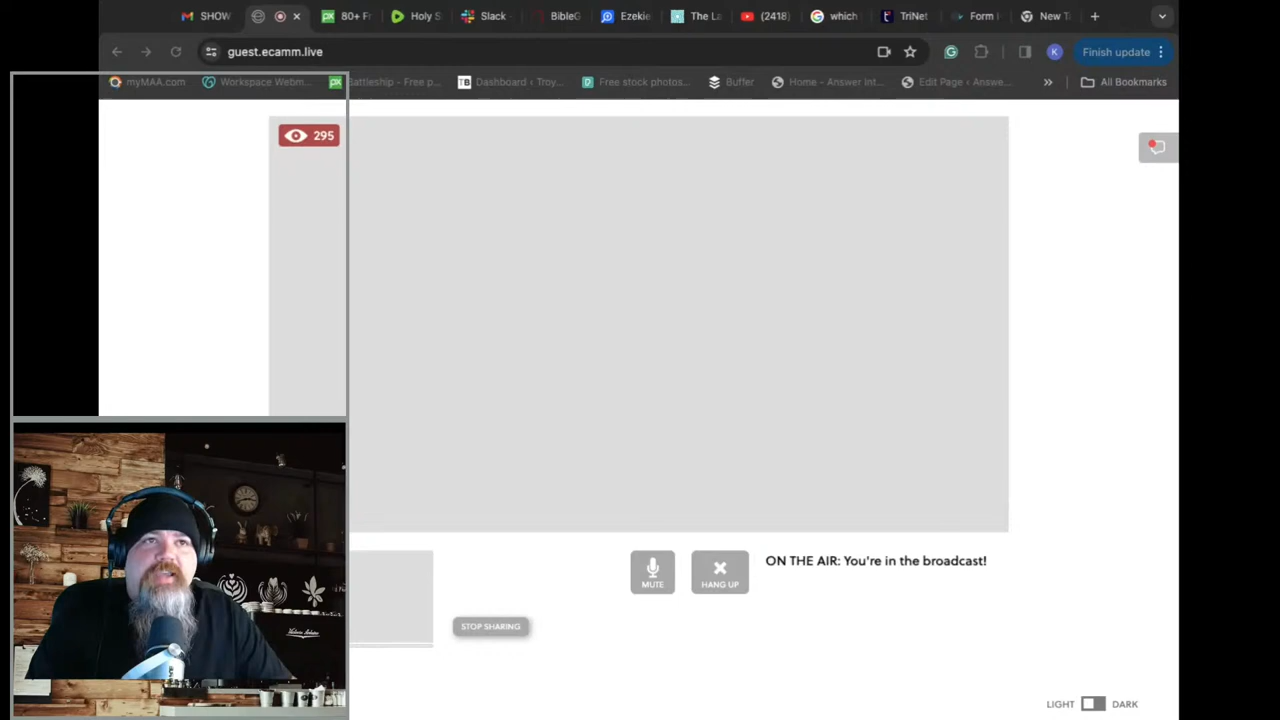 SHOW
80+ Fr
Holy S
Slack -
BibleG
Ezekie
The La
(2418)
which
TriNet
Form
New T
guest.ecamm.live
K
Finish update
myMAA.com
Workspace Webm...
Battleship - Free p...
TB
Dashboard ‹ Troy...
Free stock photos...
Buffer
Home - Answer Int...
Edit Page ‹ Answe...
All Bookmarks
295
MUTE
HANG UP
ON THE AIR: You're in the broadcast!
STOP SHARING
LIGHT
DARK